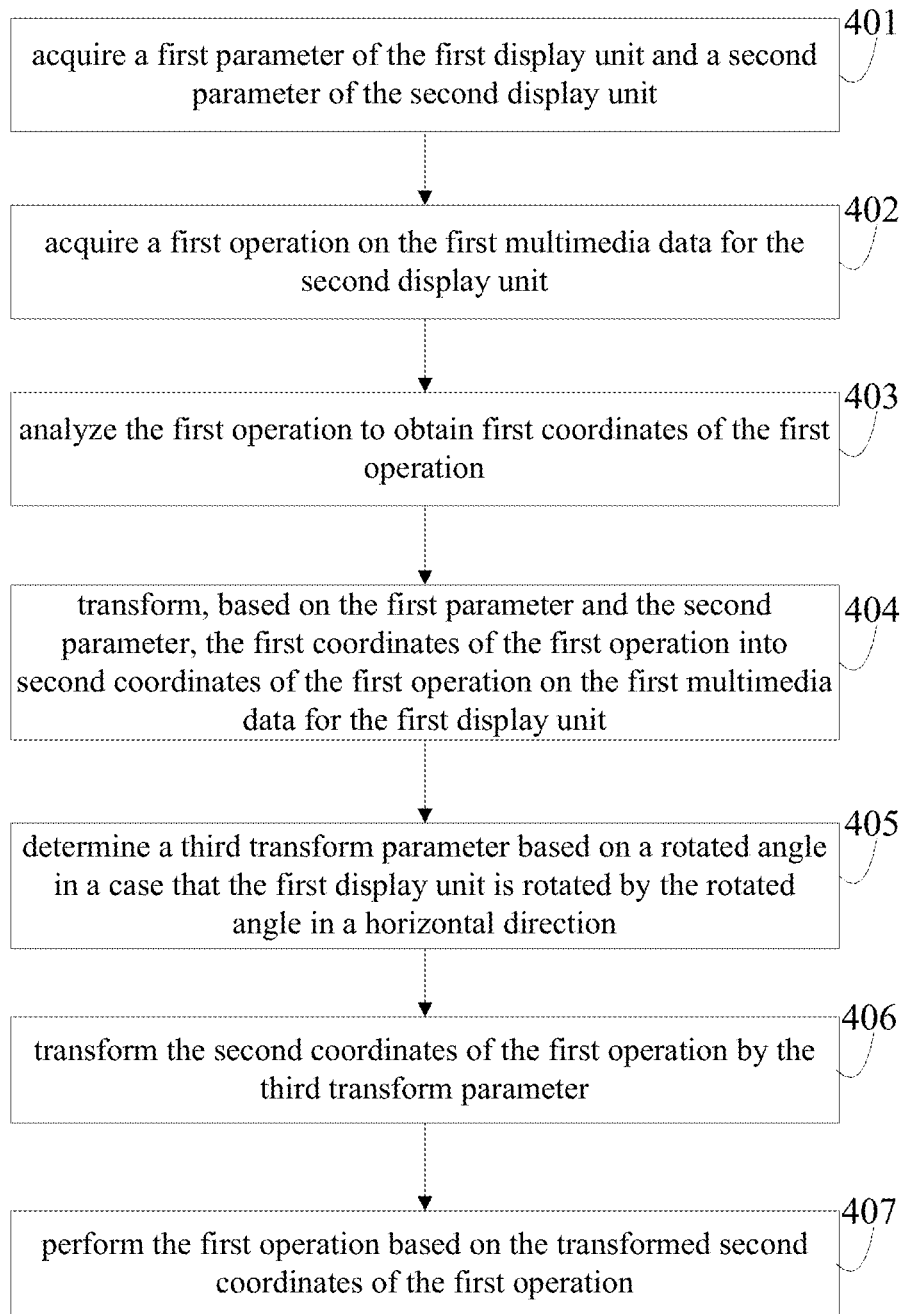 401
acquire a first parameter of the first display unit and a second
parameter of the second display unit
402
acquire a first operation on the first multimedia data for the
second display unit
403
analyze the first operation to obtain first coordinates of the first
operation
404
transform, based on the first parameter and the second
parameter, the first coordinates of the first operation into
second coordinates of the first operation on the first multimedia
data for the first display unit
405
determine a third transform parameter based on a rotated angle
in a case that the first display unit is rotated by the rotated
angle in a horizontal direction
406
transform the second coordinates of the first operation by the
third transform parameter
407
perform the first operation based on the transformed second
coordinates of the first operation